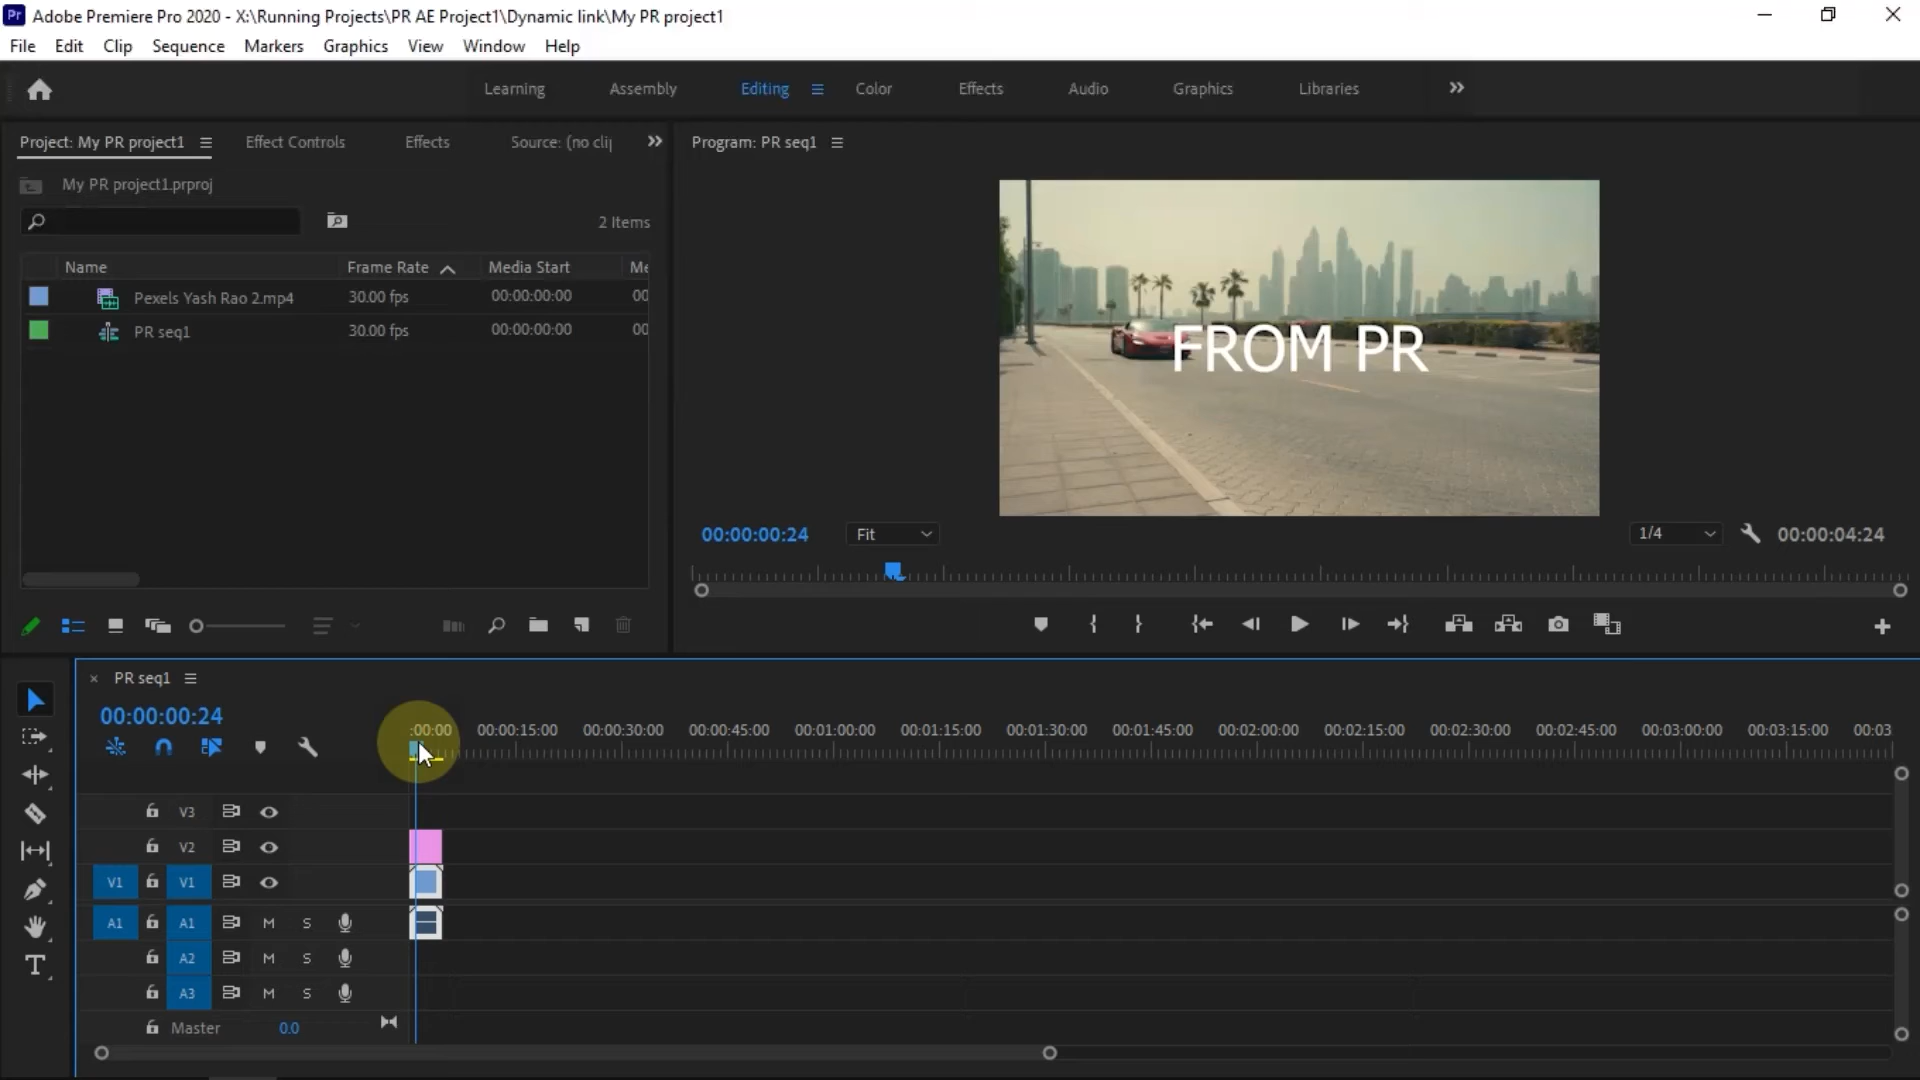 Pr Adobe Premiere Pro 2020 - X:\Running Projects\PR AE Project1\Dynamic link\My PR project1
File Edit Clip Sequence Markers Graphics View Window Help
Learning Assembly Editing Color Effects Audio Graphics Libraries
Project: My PR project1 Effect Controls Effects Source: (no cli
Program: PR seq1
My PR project1.prproj
2 Items
Name Frame Rate Media Start Me
Pexels Yash Rao 2.mp4 30.00 fps 00:00:00:00 00
PR seq1 30.00 fps 00:00:00:00 00
FROM PR
00:00:00:24 Fit 1/4 00:00:04:24
PR seq1
00:00:00:24
:00:00 00:00:15:00 00:00:30:00 00:00:45:00 00:01:00:00 00:01:15:00 00:01:30:00 00:01:45:00 00:02:00:00 00:02:15:00 00:02:30:00 00:02:45:00 00:03:00:00 00:03:15:00 00:03
V3
V2
V1 V1
A1 A1 M S
A2 M S
A3 M S
Master 0.0